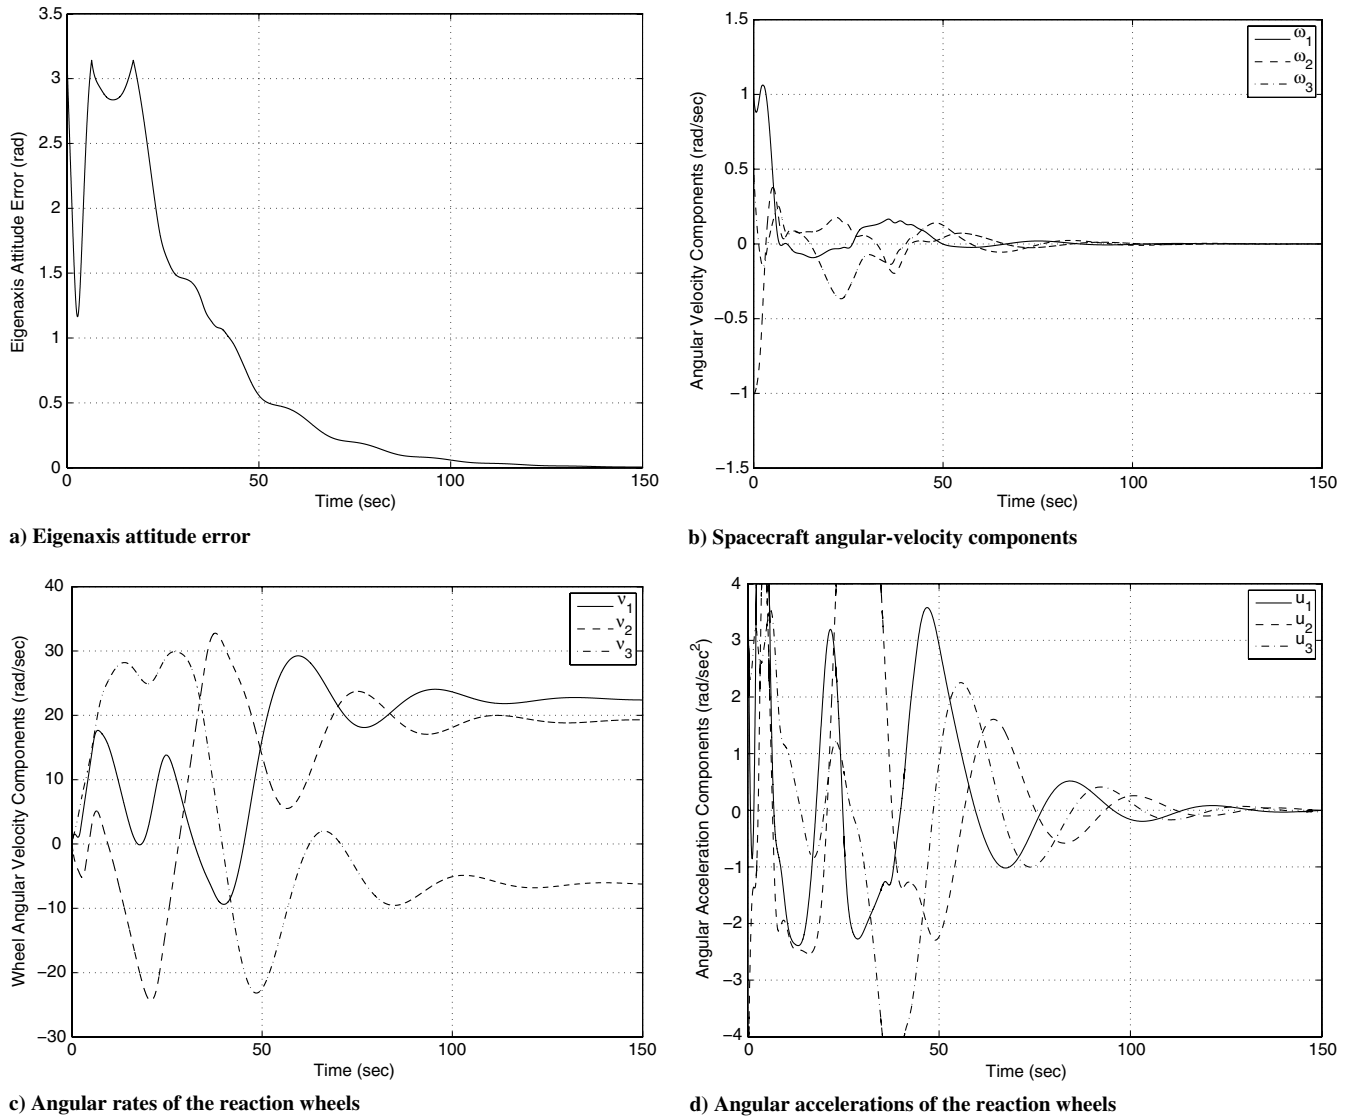 3.5
3
2.5
2
1.5
1
0.5
0
Eigenaxis Attitude Error (rad)
0 50 100 150
Time (sec)
a) Eigenaxis attitude error
1.5
1
0.5
0
−0.5
−1
−1.5
Angular Velocity Components (rad/sec)
ω1
ω2
ω3
0 50 100 150
Time (sec)
b) Spacecraft angular-velocity components
40
30
20
10
0
−10
−20
−30
Wheel Angular Velocity Components (rad/sec)
ν1
ν2
ν3
0 50 100 150
Time (sec)
c) Angular rates of the reaction wheels
4
3
2
1
0
−1
−2
−3
−4
Angular Acceleration Components (rad/sec²)
u1
u2
u3
0 50 100 150
Time (sec)
d) Angular accelerations of the reaction wheels